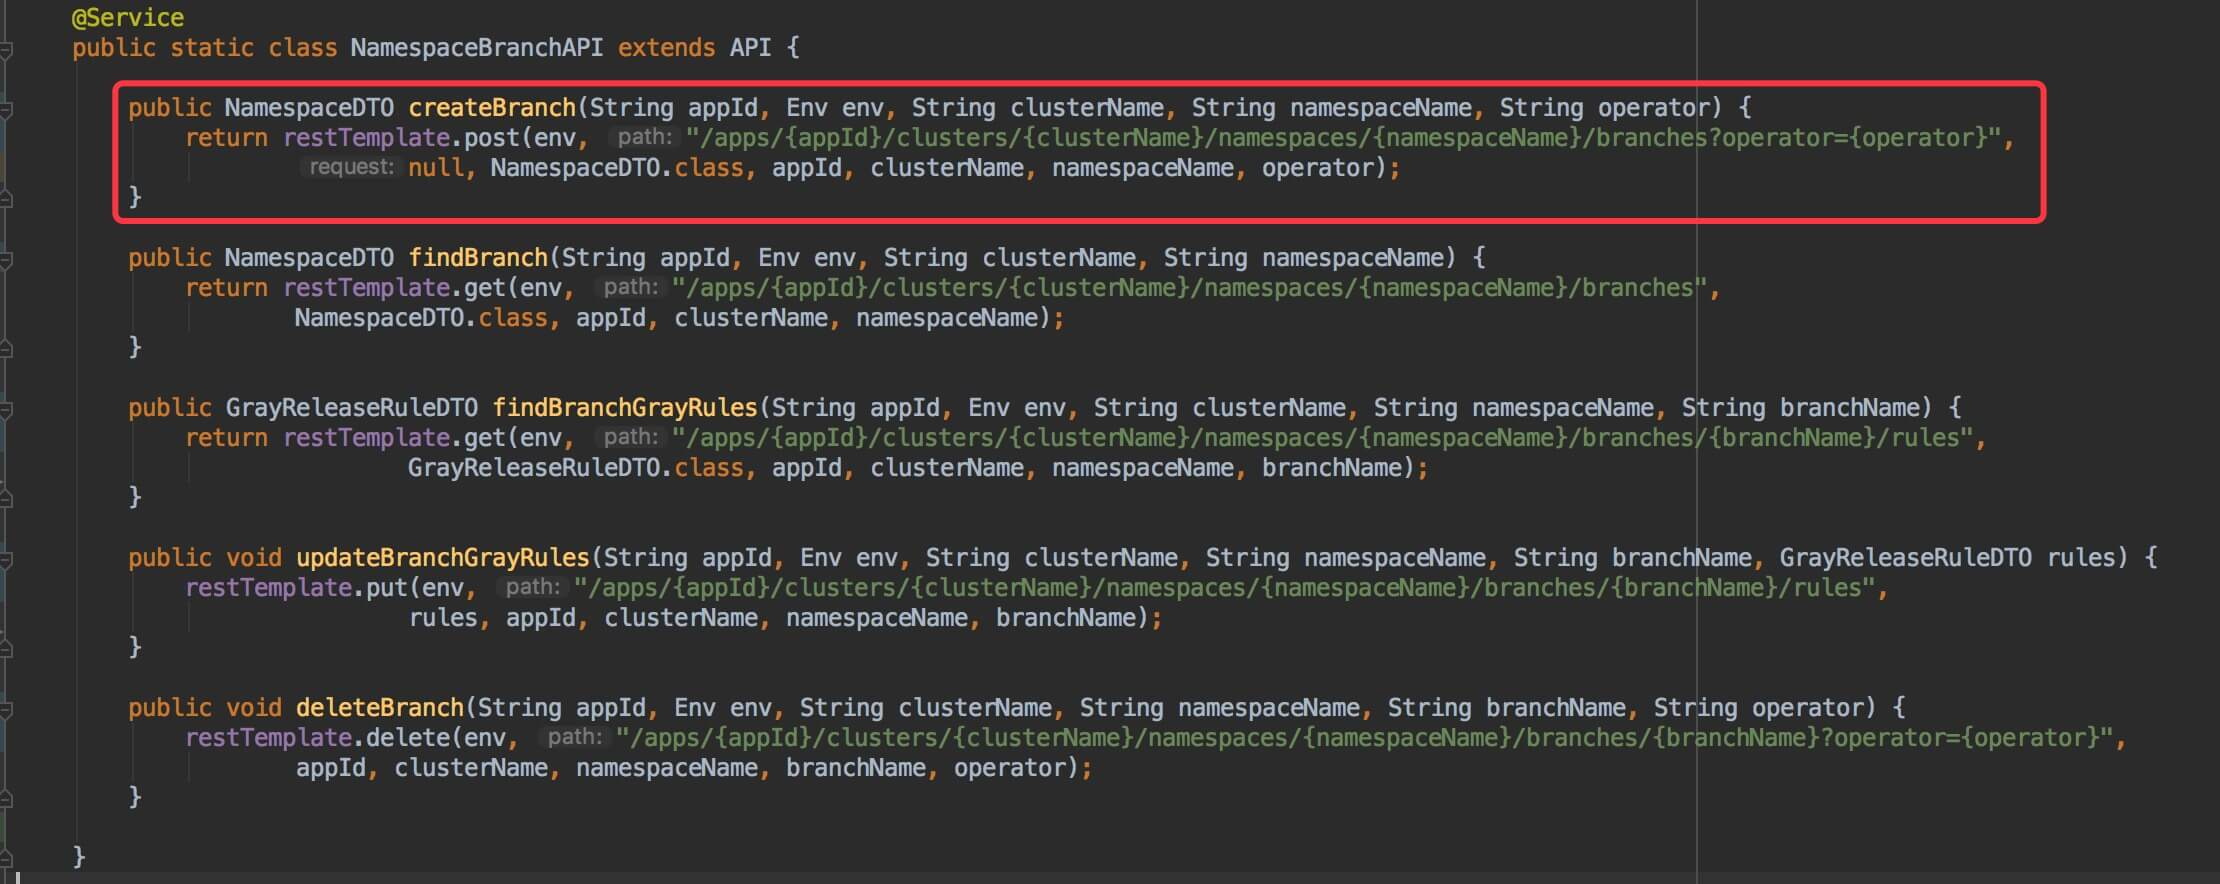 @Service
public static class NamespaceBranchAPI extends API {
public NamespaceDTO createBranch(String appId, Env env, String clusterName, String namespaceName, String operator) {
return restTemplate.post(env, path: "/apps/{appId}/clusters/{clusterName}/namespaces/{namespaceName}/branches?operator={operator}",
request: null, NamespaceDTO.class, appId, clusterName, namespaceName, operator);
}
public NamespaceDTO findBranch(String appId, Env env, String clusterName, String namespaceName) {
return restTemplate.get(env, path: "/apps/{appId}/clusters/{clusterName}/namespaces/{namespaceName}/branches",
NamespaceDTO.class, appId, clusterName, namespaceName);
}
public GrayReleaseRuleDTO findBranchGrayRules(String appId, Env env, String clusterName, String namespaceName, String branchName) {
return restTemplate.get(env, path: "/apps/{appId}/clusters/{clusterName}/namespaces/{namespaceName}/branches/{branchName}/rules",
GrayReleaseRuleDTO.class, appId, clusterName, namespaceName, branchName);
}
public void updateBranchGrayRules(String appId, Env env, String clusterName, String namespaceName, String branchName, GrayReleaseRuleDTO rules) {
restTemplate.put(env, path: "/apps/{appId}/clusters/{clusterName}/namespaces/{namespaceName}/branches/{branchName}/rules",
rules, appId, clusterName, namespaceName, branchName);
}
public void deleteBranch(String appId, Env env, String clusterName, String namespaceName, String branchName, String operator) {
restTemplate.delete(env, path: "/apps/{appId}/clusters/{clusterName}/namespaces/{namespaceName}/branches/{branchName}?operator={operator}",
appId, clusterName, namespaceName, branchName, operator);
}
}